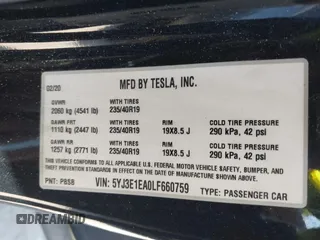 MFD BY TESLA, INC.
02/20
GVWR WITH TIRES
2060 kg (4541 lb) 235/40R19
GAWR FRT WITH TIRES RIM COLD TIRE PRESSURE
1110 kg (2447 lb) 235/40R19 19X8.5 J 290 kPa, 42 psi
GAWR RR WITH TIRES RIM COLD TIRE PRESSURE
1257 kg (2771 lb) 235/40R19 19X8.5 J 290 kPa, 42 psi
THIS VEHICLE CONFORMS TO ALL APPLICABLE
U.S. FEDERAL MOTOR VEHICLE SAFETY, BUMPER, AND
THEFT PREVENTION STANDARDS IN EFFECT ON THE DATE
OF MANUFACTURE SHOWN ABOVE.
PNT: PBSB VIN: 5YJ3E1EA0LF660759
TYPE: PASSENGER CAR
DREAMBID